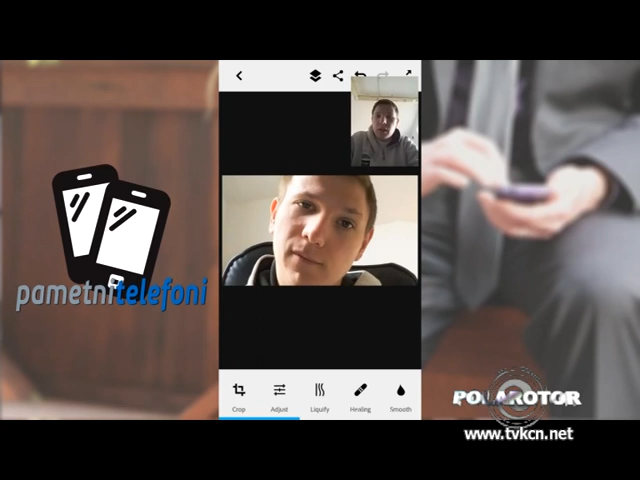 pametnitelefoni
Crop
Adjust
Liquify
Healing
Smooth
POLAROTOR
www.tvkcn.net